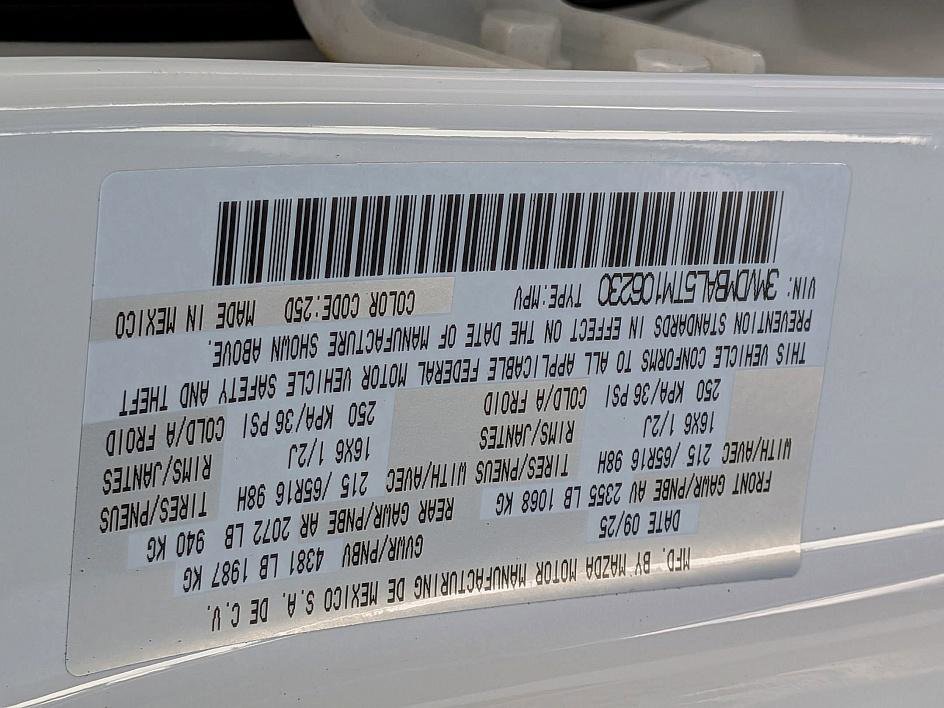 MFD. BY MAZDA MOTOR MANUFACTURING DE MEXICO S.A. DE C.V.
DATE 09/25 GVWR/PNBV 4381 LB 1987 KG
FRONT GAWR/PNBE AV 2355 LB 1068 KG REAR GAWR/PNBE AR 2072 LB 940 KG
WITH/AVEC 215 /65R16 98H TIRES/PNEUS WITH/AVEC 215 /65R16 98H TIRES/PNEUS
16X6 1/2J RIMS/JANTES 16X6 1/2J RIMS/JANTES
250 KPA/36 PSI COLD/A FROID 250 KPA/36 PSI COLD/A FROID
THIS VEHICLE CONFORMS TO ALL APPLICABLE FEDERAL MOTOR VEHICLE SAFETY AND THEFT
PREVENTION STANDARDS IN EFFECT ON THE DATE OF MANUFACTURE SHOWN ABOVE.
VIN: 3MVDMBAL5TM106230 TYPE:MPV COLOR CODE:25D MADE IN MEXICO